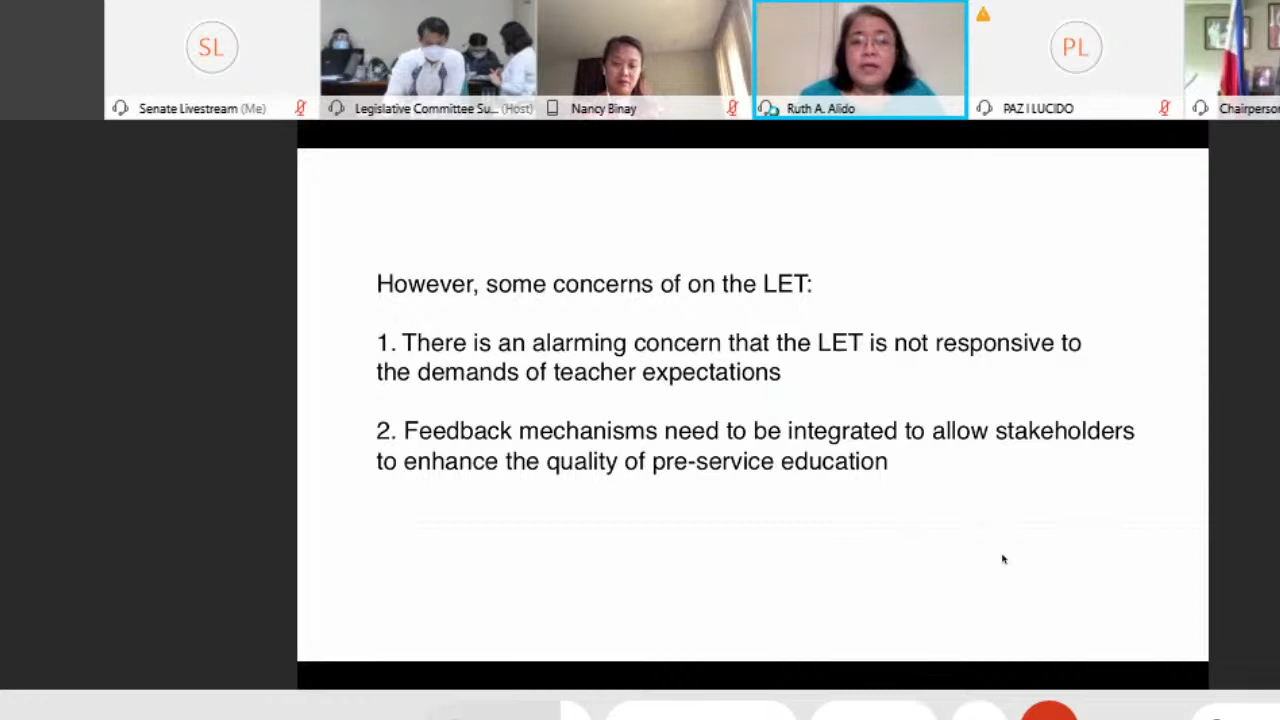 SL
PL
Senate Livestream (Me)
Legislative Committee Su... (Host)
Nancy Binay
Ruth A. Alido
PAZ I LUCIDO
Chairperson
However, some concerns of on the LET:
1. There is an alarming concern that the LET is not responsive to
the demands of teacher expectations
2. Feedback mechanisms need to be integrated to allow stakeholders
to enhance the quality of pre-service education